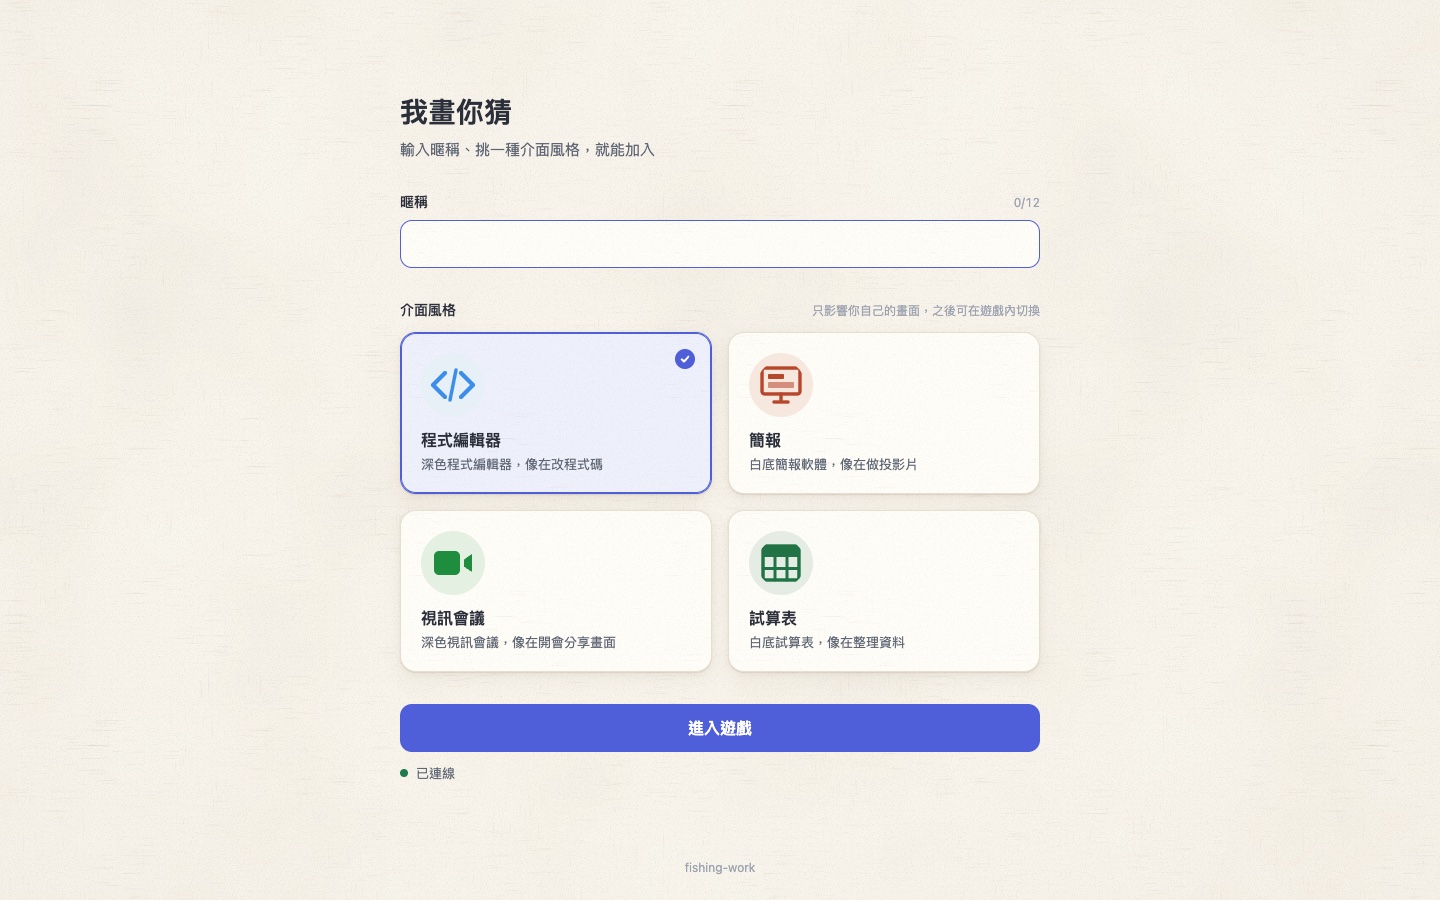 我畫你猜
輸入暱稱、挑一種介面風格，就能加入
暱稱
0/12
介面風格
只影響你自己的畫面，之後可在遊戲內切換
程式編輯器
深色程式編輯器，像在改程式碼
簡報
白底簡報軟體，像在做投影片
視訊會議
深色視訊會議，像在開會分享畫面
試算表
白底試算表，像在整理資料
進入遊戲
已連線
fishing-work